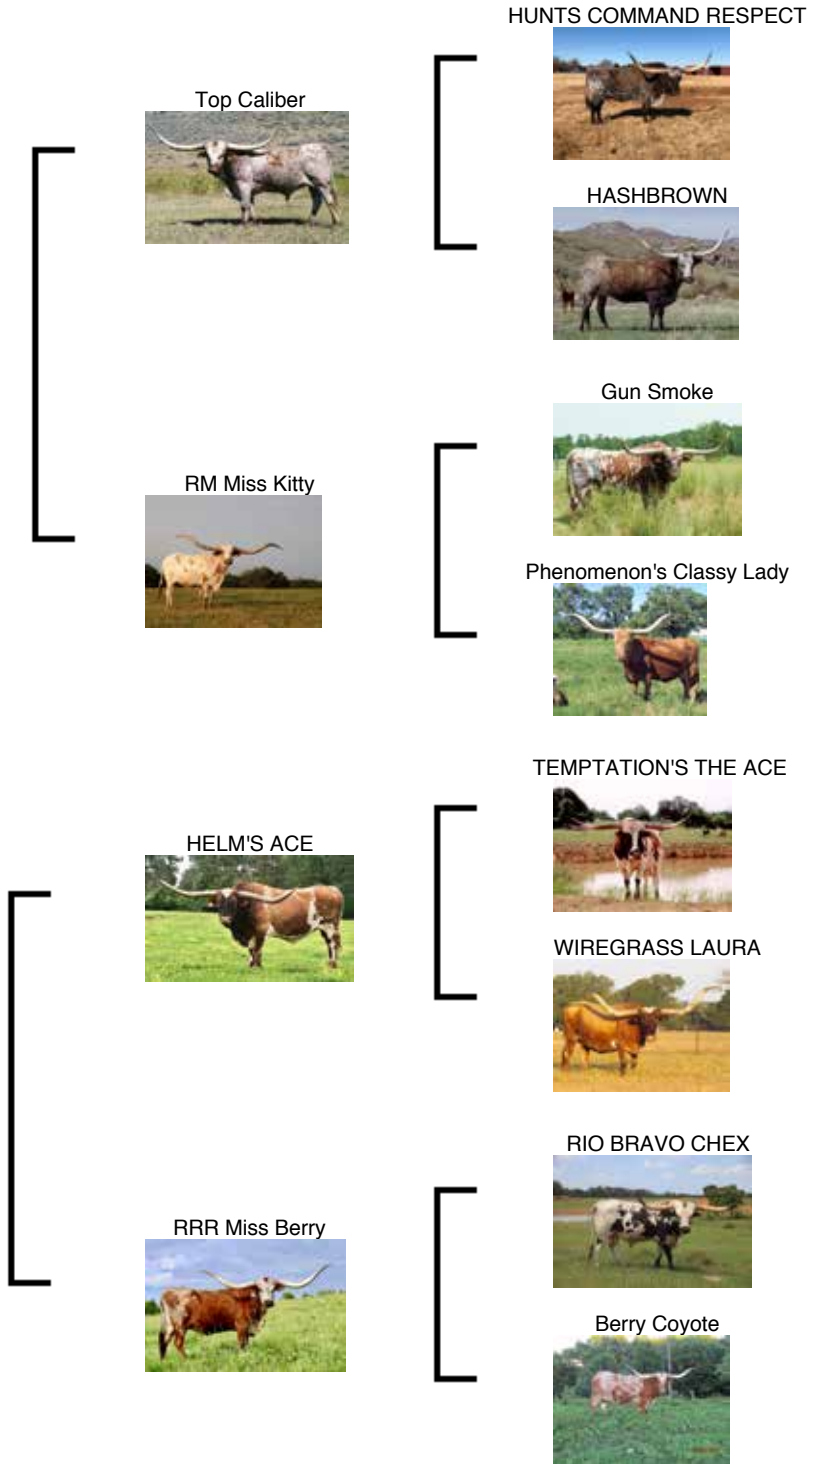 HUNTS COMMAND RESPECT
Top Caliber
HASHBROWN
Gun Smoke
RM Miss Kitty
Phenomenon's Classy Lady
TEMPTATION'S THE ACE
HELM'S ACE
WIREGRASS LAURA
RIO BRAVO CHEX
RRR Miss Berry
Berry Coyote